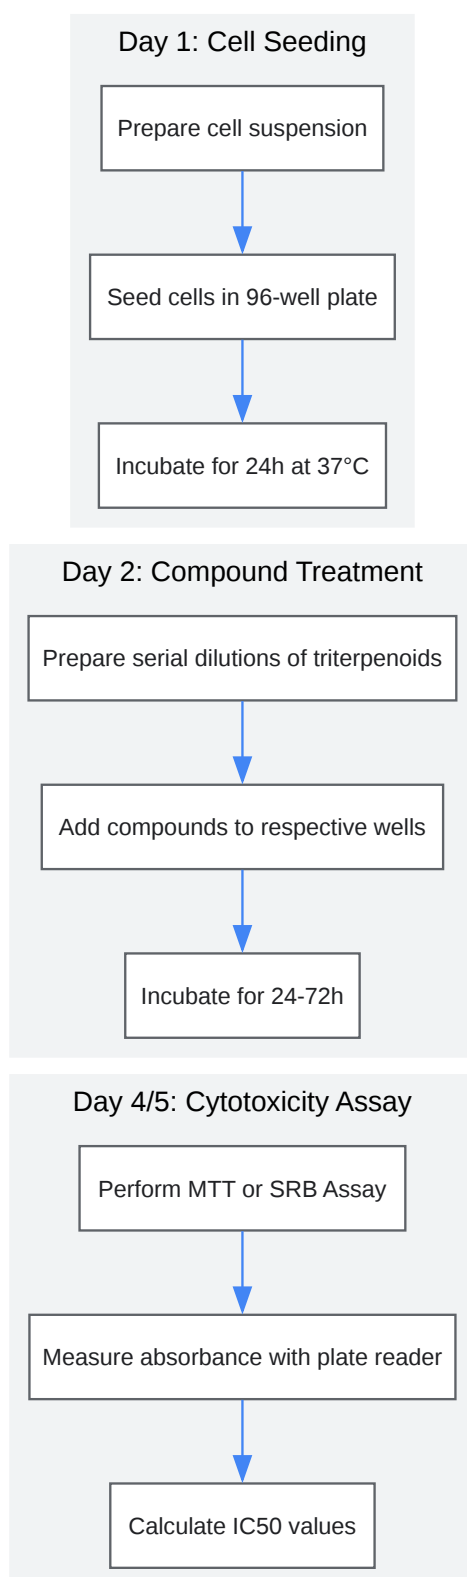 Day 1: Cell Seeding
Prepare cell suspension
Seed cells in 96-well plate
Incubate for 24h at 37°C
Day 2: Compound Treatment
Prepare serial dilutions of triterpenoids
Add compounds to respective wells
Incubate for 24-72h
Day 4/5: Cytotoxicity Assay
Perform MTT or SRB Assay
Measure absorbance with plate reader
Calculate IC50 values